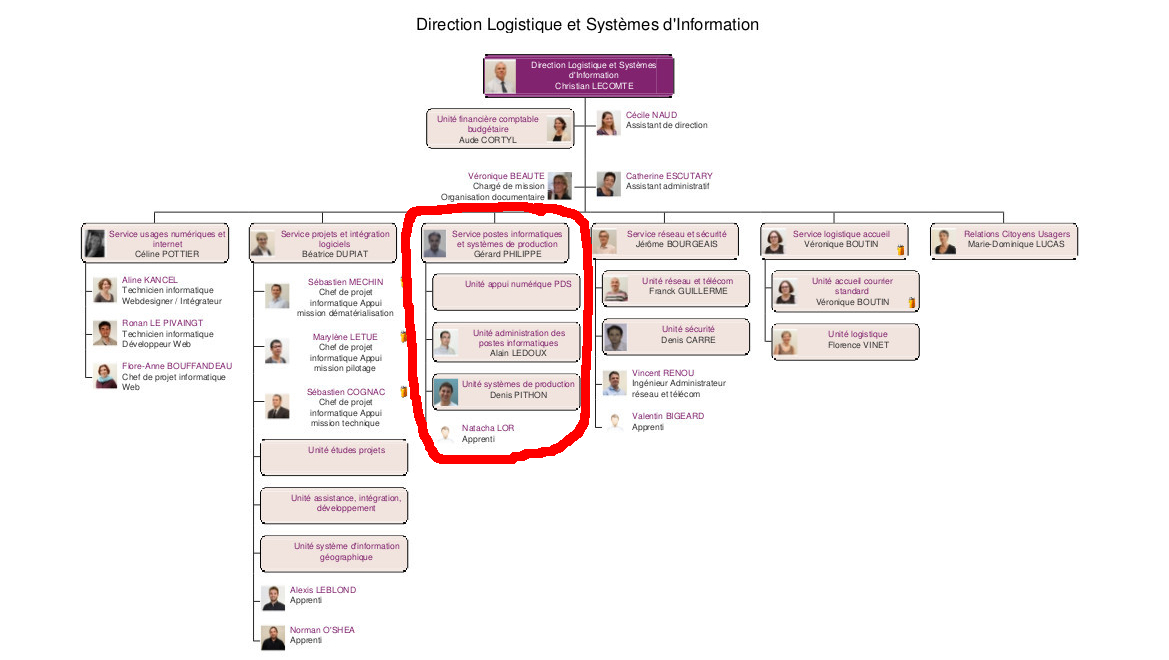 Direction Logistique et Systèmes d'Information
Direction Logistique et Systèmes
d'Information
Christian LECOMTE
Unité financière comptable
budgétaire
Aude CORTYL
Cécile NAUD
Assistant de direction
Véronique BEAUTE
Chargé de mission
Organisation documentaire
Catherine ESCUTARY
Assistant administratif
Service usages numériques et
internet
Céline POTTIER
Aline KANCEL
Technicien informatique
Webdesigner / Intégrateur
Ronan LE PIVAINGT
Technicien informatique
Développeur Web
Flore-Anne BOUFFANDEAU
Chef de projet informatique
Web
Service projets et intégration
logiciels
Béatrice DUPIAT
Sébastien MECHIN
Chef de projet
informatique Appui
mission dématérialisation
Marylène LETUE
Chef de projet
informatique Appui
mission pilotage
Sébastien COGNAC
Chef de projet
informatique Appui
mission technique
Unité études projets
Unité assistance, intégration,
développement
Unité système d'information
géographique
Alexis LEBLOND
Apprenti
Norman O'SHEA
Apprenti
Service postes informatiques
et systèmes de production
Gérard PHILIPPE
Unité appui numérique PDS
Unité administration des
postes informatiques
Alain LEDOUX
Unité systèmes de production
Denis PITHON
Natacha LOR
Apprenti
Service réseau et sécurité
Jérôme BOURGEAIS
Unité réseau et télécom
Franck GUILLERME
Unité sécurité
Denis CARRE
Vincent RENOU
Ingénieur Administrateur
réseau et télécom
Valentin BIGEARD
Apprenti
Service logistique accueil
Véronique BOUTIN
Unité accueil courrier
standard
Véronique BOUTIN
Unité logistique
Florence VINET
Relations Citoyens Usagers
Marie-Dominique LUCAS